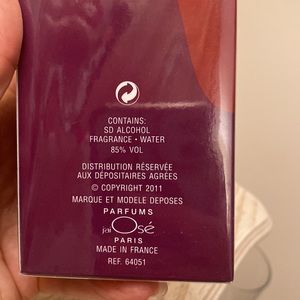 CONTAINS:
SD ALCOHOL
FRAGRANCE • WATER
85% VOL
DISTRIBUTION RÉSERVÉE
AUX DÉPOSITAIRES AGRÉES
© COPYRIGHT 2011
MARQUE ET MODELE DEPOSES
PARFUMS
j'ai Osé
PARIS
MADE IN FRANCE
REF. 64051